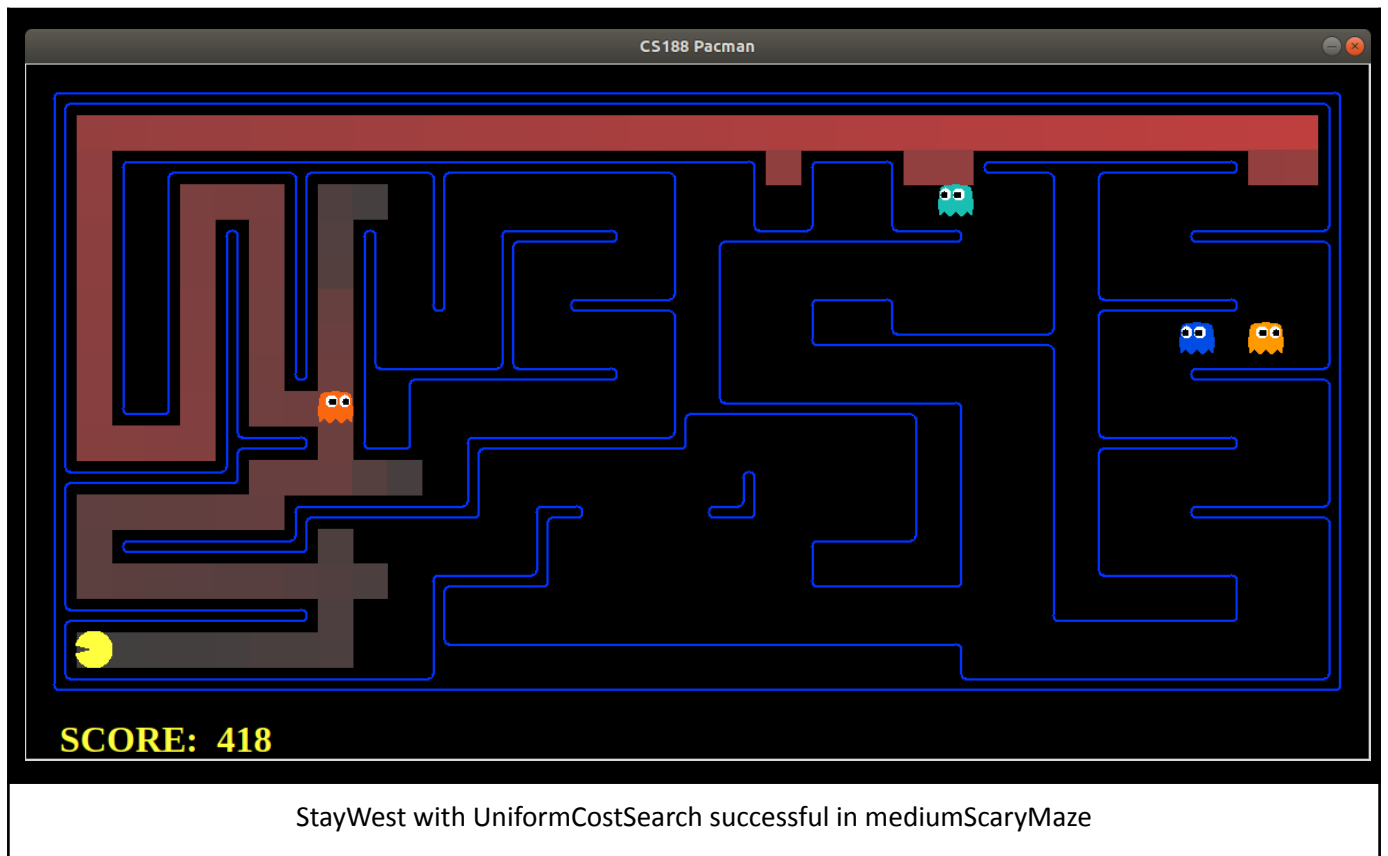 CS188 Pacman
SCORE: 418
StayWest with UniformCostSearch successful in mediumScaryMaze